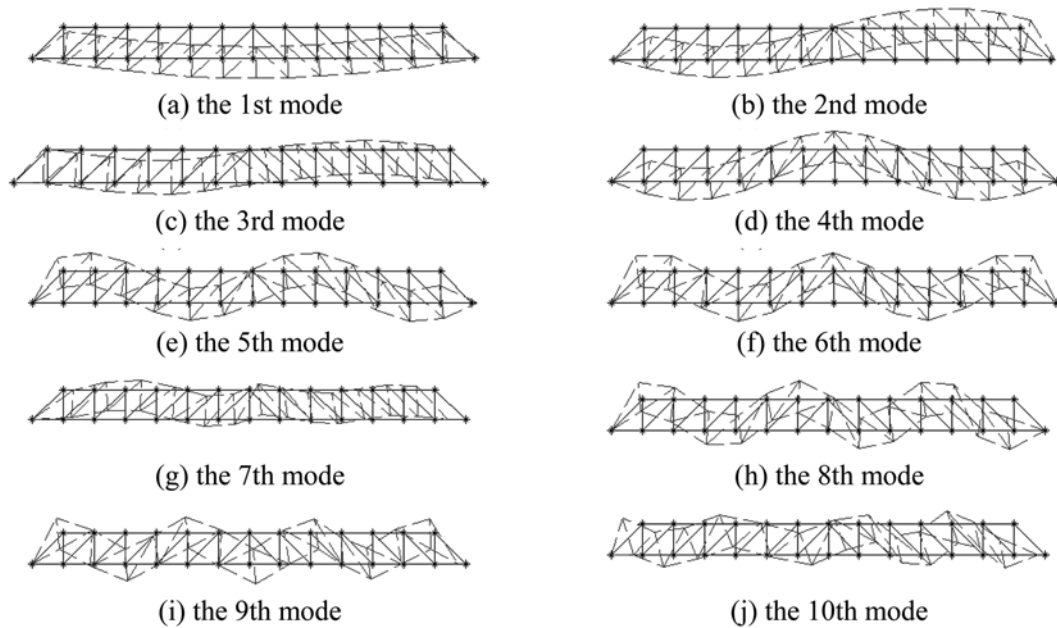 (a) the 1st mode
(b) the 2nd mode
(c) the 3rd mode
(d) the 4th mode
(e) the 5th mode
(f) the 6th mode
(g) the 7th mode
(h) the 8th mode
(i) the 9th mode
(j) the 10th mode